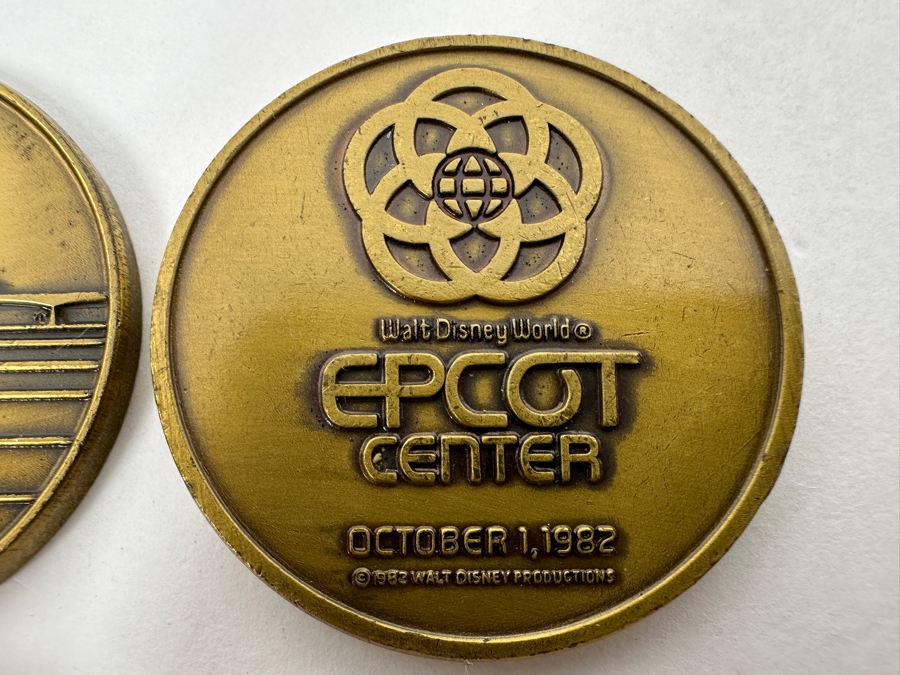 Walt Disney World®
EPCOT
CENTER
OCTOBER 1, 1982
© 1982 WALT DISNEY PRODUCTIONS